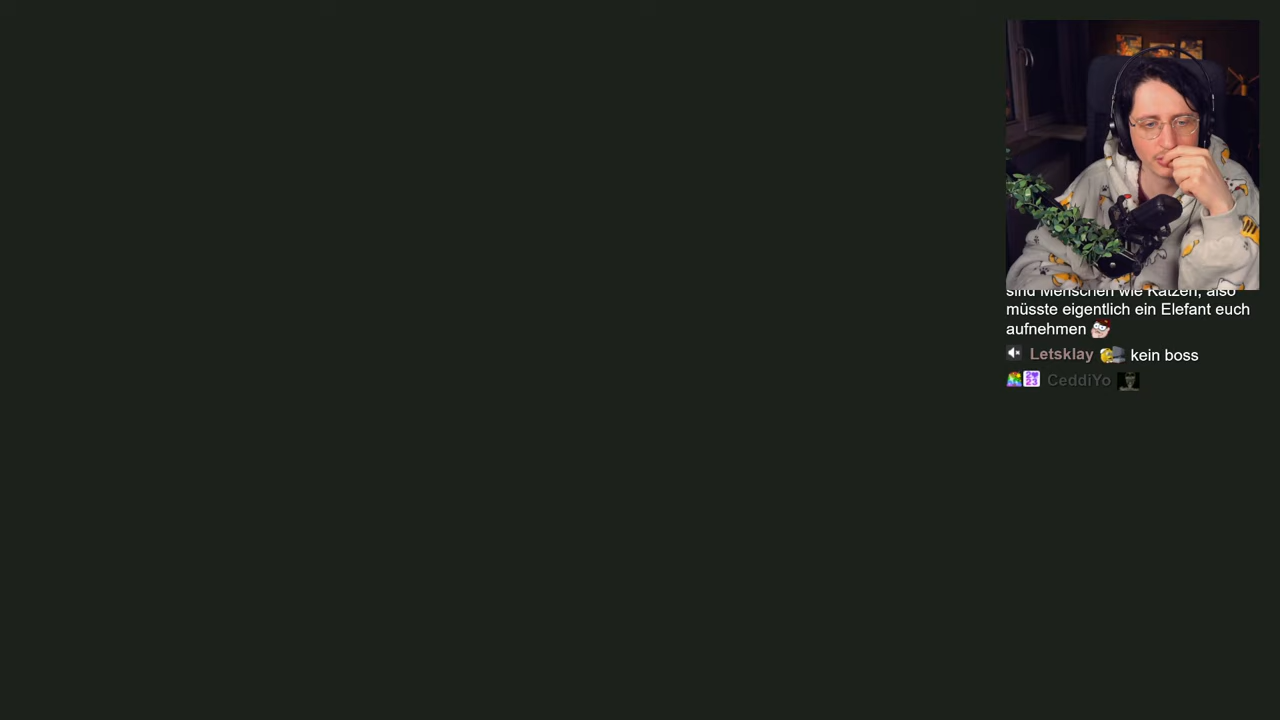 sind Menschen wie Katzen, also
müsste eigentlich ein Elefant euch
aufnehmen
Letsklay kein boss
CeddiYo